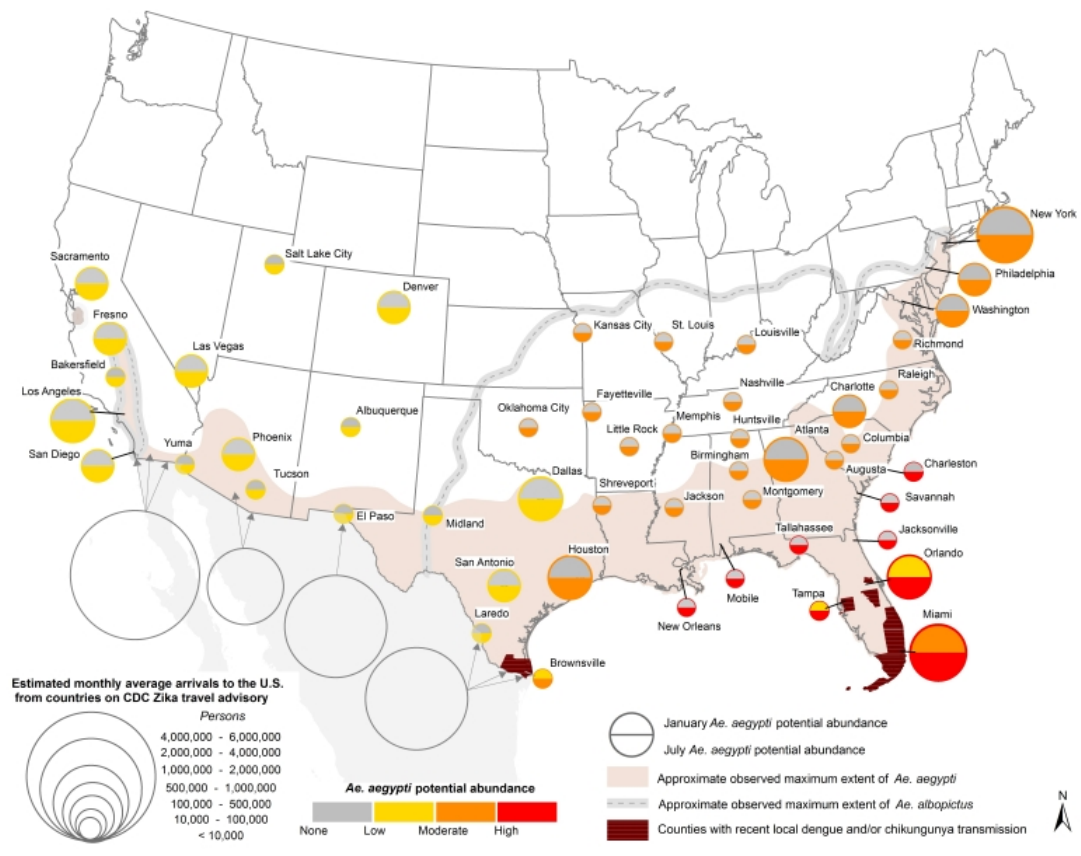 New York
Philadelphia
Washington
Sacramento
Salt Lake City
Denver
Fresno
Kansas City
St. Louis
Louisville
Richmond
Las Vegas
Bakersfield
Raleigh
Los Angeles
Nashville
Charlotte
Fayetteville
Albuquerque
Oklahoma City
Memphis
Huntsville
Atlanta
Columbia
Little Rock
Yuma
Phoenix
San Diego
Birmingham
Augusta
Charleston
Tucson
Dallas
Shreveport
Jackson
Montgomery
Savannah
El Paso
Midland
Tallahassee
Jacksonville
Houston
Orlando
San Antonio
Tampa
Mobile
Laredo
New Orleans
Miami
Brownsville
Estimated monthly average arrivals to the U.S.
from countries on CDC Zika travel advisory
Persons
4,000,000 - 6,000,000
2,000,000 - 4,000,000
1,000,000 - 2,000,000
500,000 - 1,000,000
100,000 - 500,000
10,000 - 100,000
< 10,000
Ae. aegypti potential abundance
None Low Moderate High
January Ae. aegypti potential abundance
July Ae. aegypti potential abundance
Approximate observed maximum extent of Ae. aegypti
Approximate observed maximum extent of Ae. albopictus
Counties with recent local dengue and/or chikungunya transmission
N